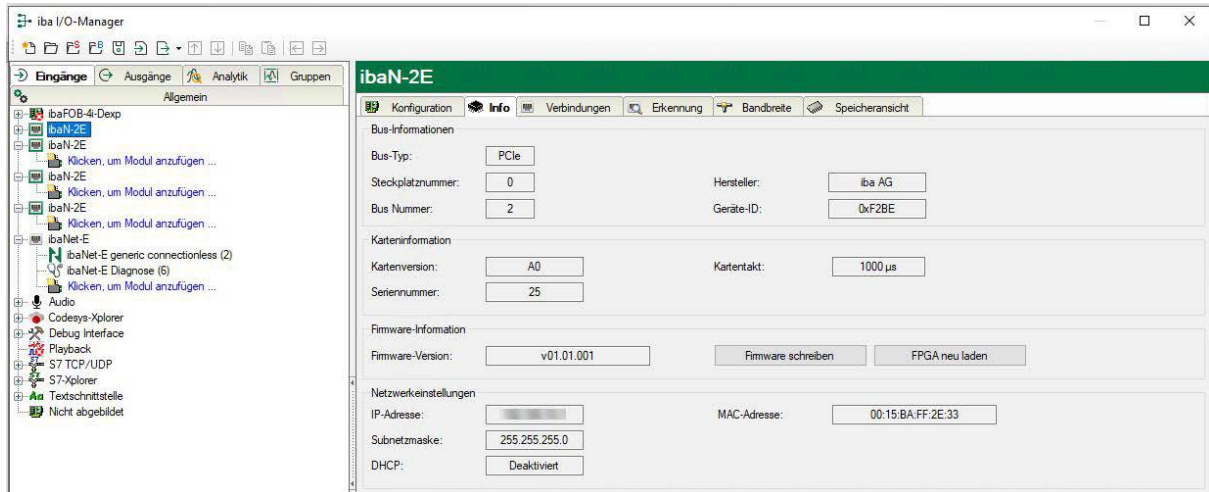 iba I/O-Manager
Eingänge Ausgänge Analytik Gruppen
Allgemein
ibaFOB-4i-Dexp
ibaN-2E
ibaN-2E
Klicken, um Modul anzufügen ...
ibaN-2E
Klicken, um Modul anzufügen ...
ibaN-2E
Klicken, um Modul anzufügen ...
ibaNet-E
ibaNet-E generic connectionless (2)
ibaNet-E Diagnose (6)
Klicken, um Modul anzufügen ...
Audio
Codesys-Xplorer
Debug Interface
Playback
S7 TCP/UDP
S7-Xplorer
Textschnittstelle
Nicht abgebildet
ibaN-2E
Konfiguration Info Verbindungen Erkennung Bandbreite Speicheransicht
Bus-Informationen
Bus-Typ: PCIe
Steckplatznummer: 0 Hersteller: iba AG
Bus Nummer: 2 Geräte-ID: 0xF2BE
Karteninformation
Kartenversion: A0 Kartentakt: 1000 µs
Seriennummer: 25
Firmware-Information
Firmware-Version: v01.01.001 Firmware schreiben FPGA neu laden
Netzwerkeinstellungen
IP-Adresse: MAC-Adresse: 00:15:BA:FF:2E:33
Subnetzmaske: 255.255.255.0
DHCP: Deaktiviert